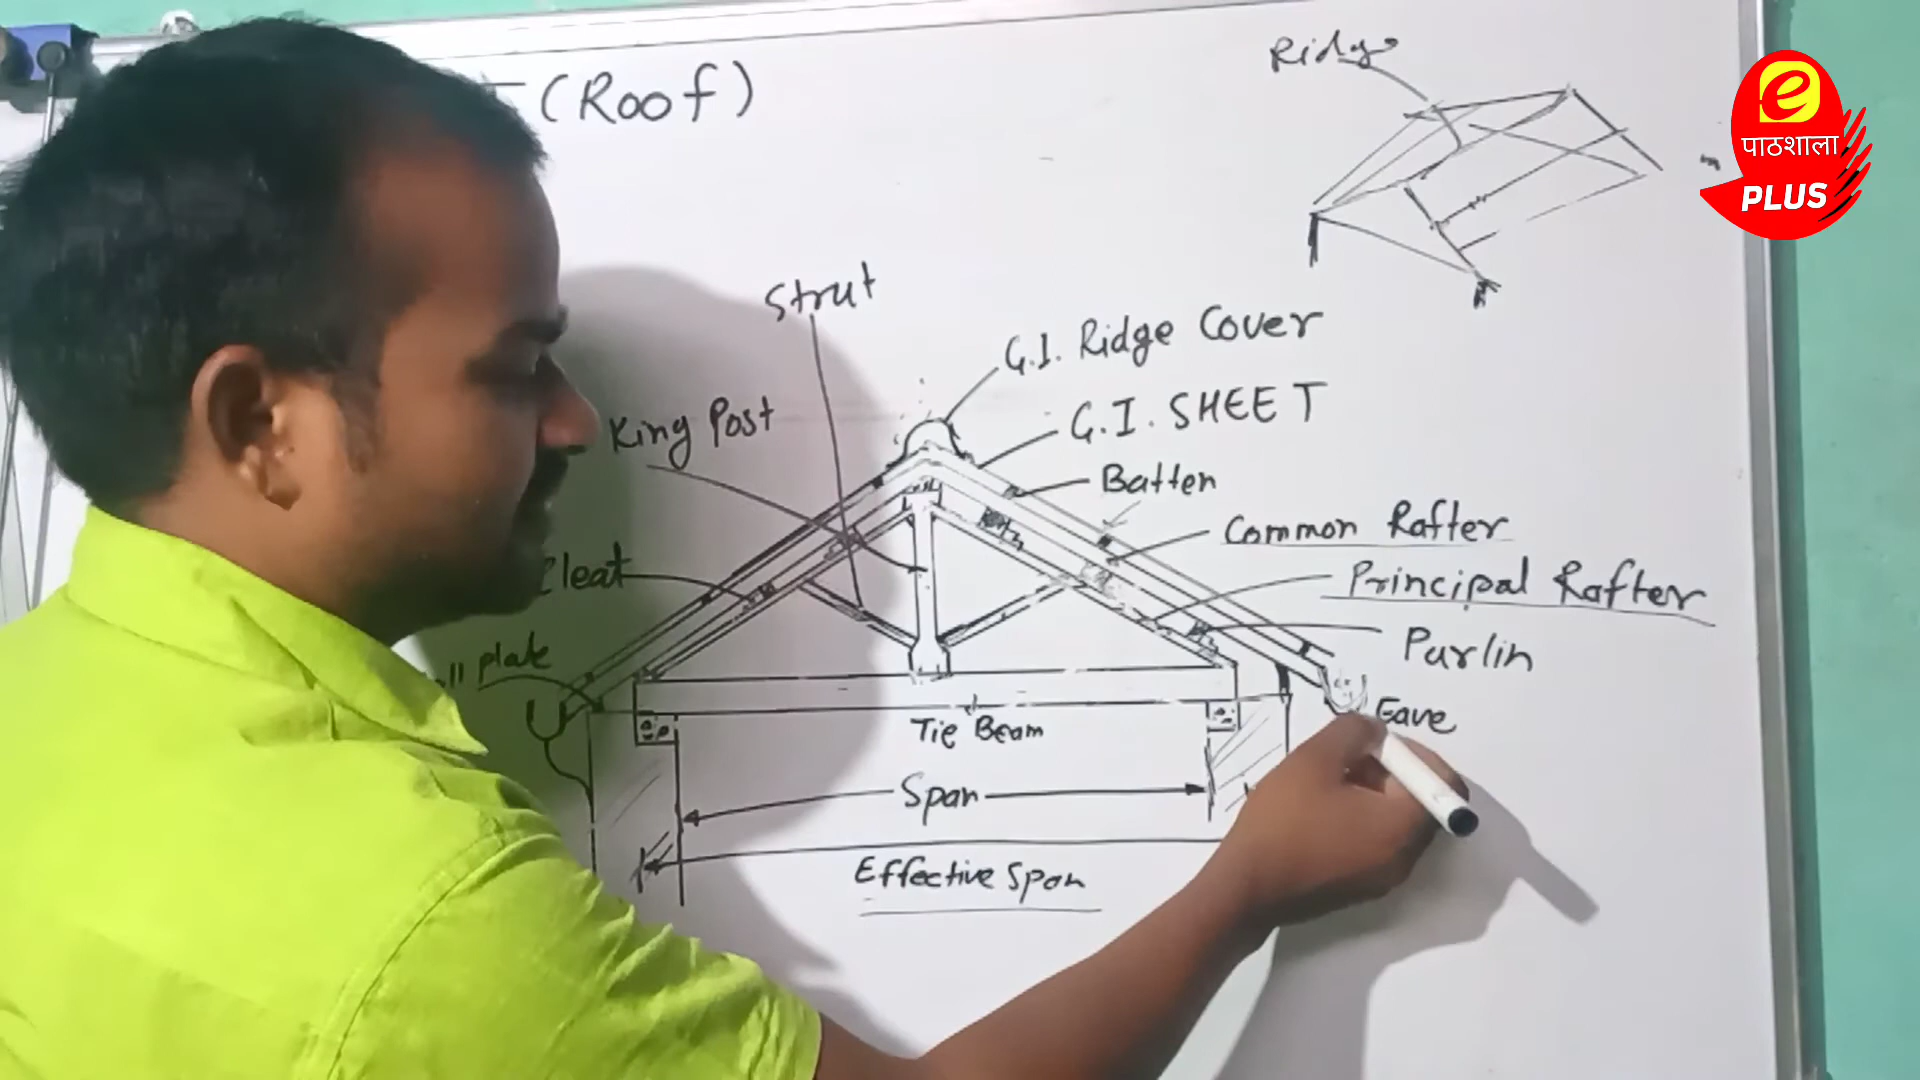 (Roof)
Ridge
e
पाठशाला
PLUS
Strut
G.I. Ridge Cover
King Post
G.I. SHEET
Batten
Common Rafter
Cleat
Principal Rafter
Purlin
plate
Eave
Tie Beam
Span
Effective Span